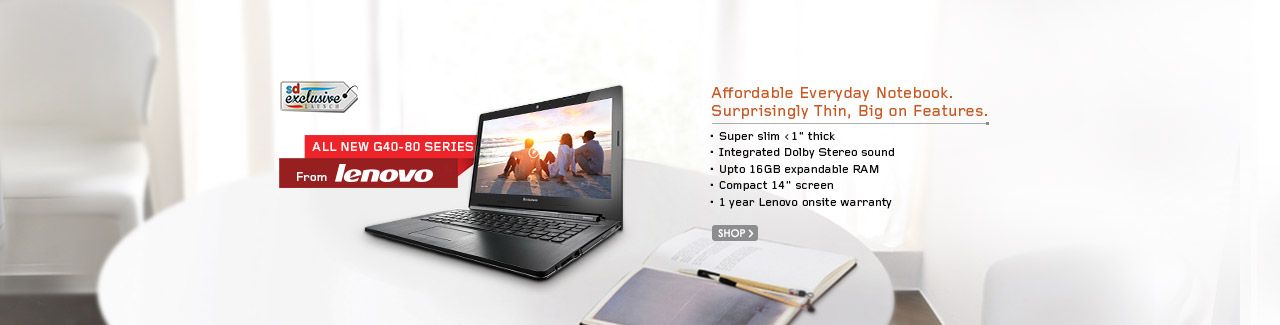 sd
exclusive
LAUNCH
ALL NEW G40-80 SERIES
From lenovo
Affordable Everyday Notebook.
Surprisingly Thin, Big on Features.
• Super slim <1" thick
• Integrated Dolby Stereo sound
• Upto 16GB expandable RAM
• Compact 14" screen
• 1 year Lenovo onsite warranty
SHOP >